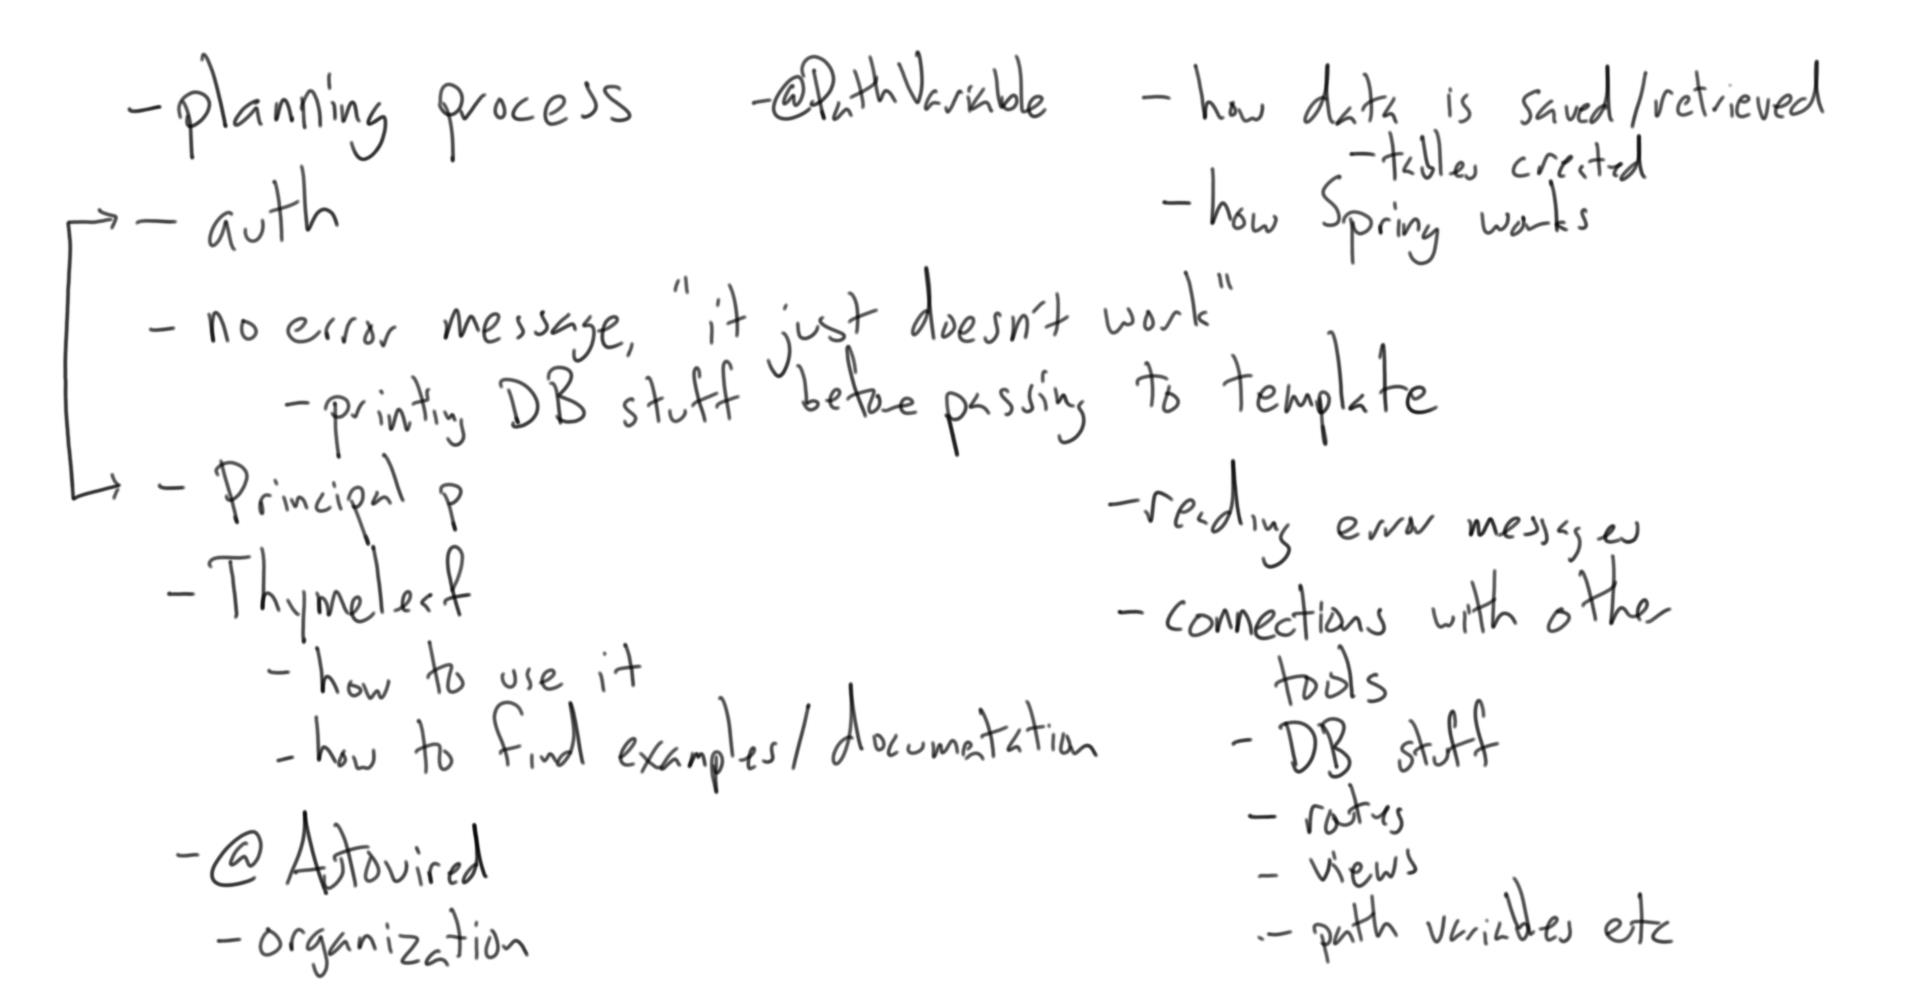 - planning process
- auth
- no error message, "it just doesn't work"
- printing DB stuff before passing to template
- Principal p
- Thymeleaf
- how to use it
- how to find examples/documentation
- @Autowired
- organization
- @PathVariable
- how data is saved/retrieved
- tables created
- how Spring works
- reading error messages
- connections with other
tools
- DB stuff
- routes
- views
- path variables etc